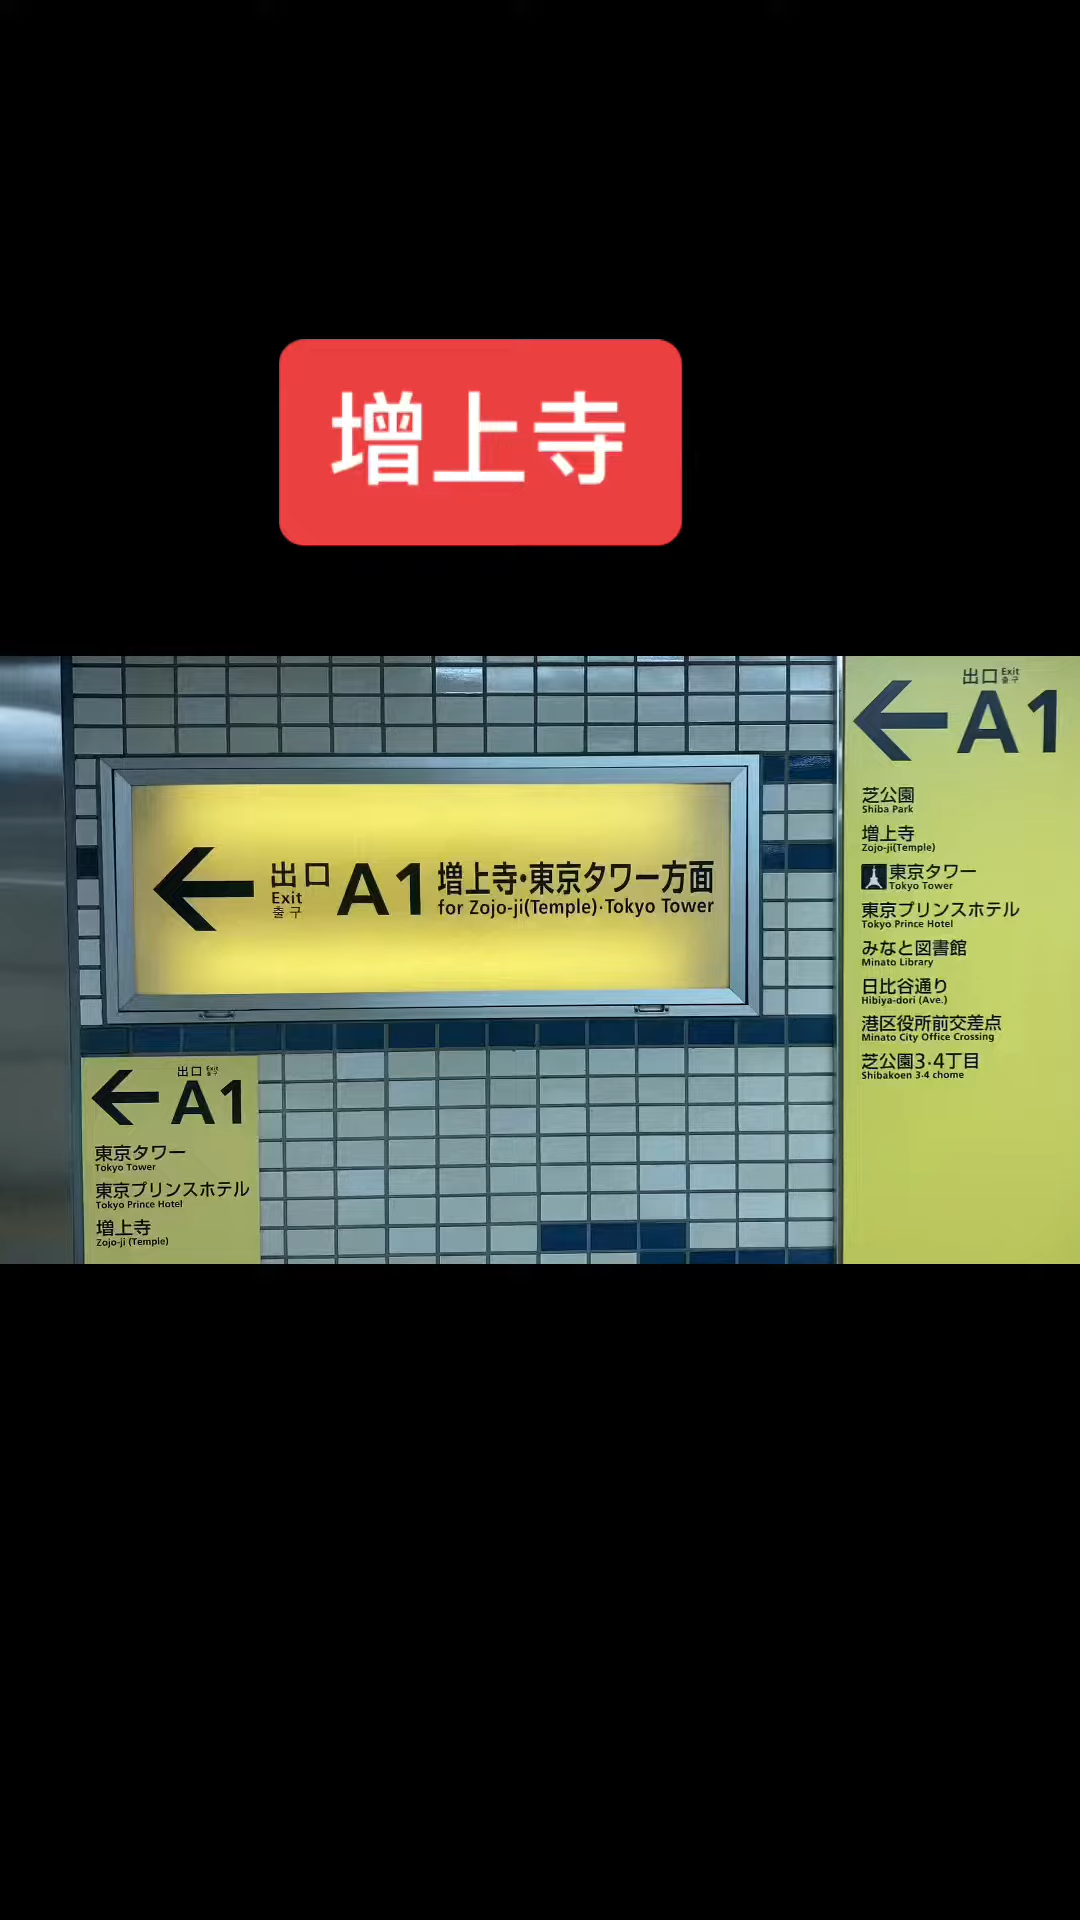 增上寺
出口 Exit 출구
A1
芝公園
Shiba Park
増上寺
Zojo-ji(Temple)
東京タワー
Tokyo Tower
東京プリンスホテル
Tokyo Prince Hotel
みなと図書館
Minato Library
日比谷通り
Hibiya-dori (Ave.)
港区役所前交差点
Minato City Office Crossing
芝公園3・4丁目
Shibakoen 3・4 chome
出口
Exit
출구
A1
増上寺・東京タワー方面
for Zojo-ji(Temple)・Tokyo Tower
出口 Exit 출구
A1
東京タワー
Tokyo Tower
東京プリンスホテル
Tokyo Prince Hotel
増上寺
Zojo-ji (Temple)